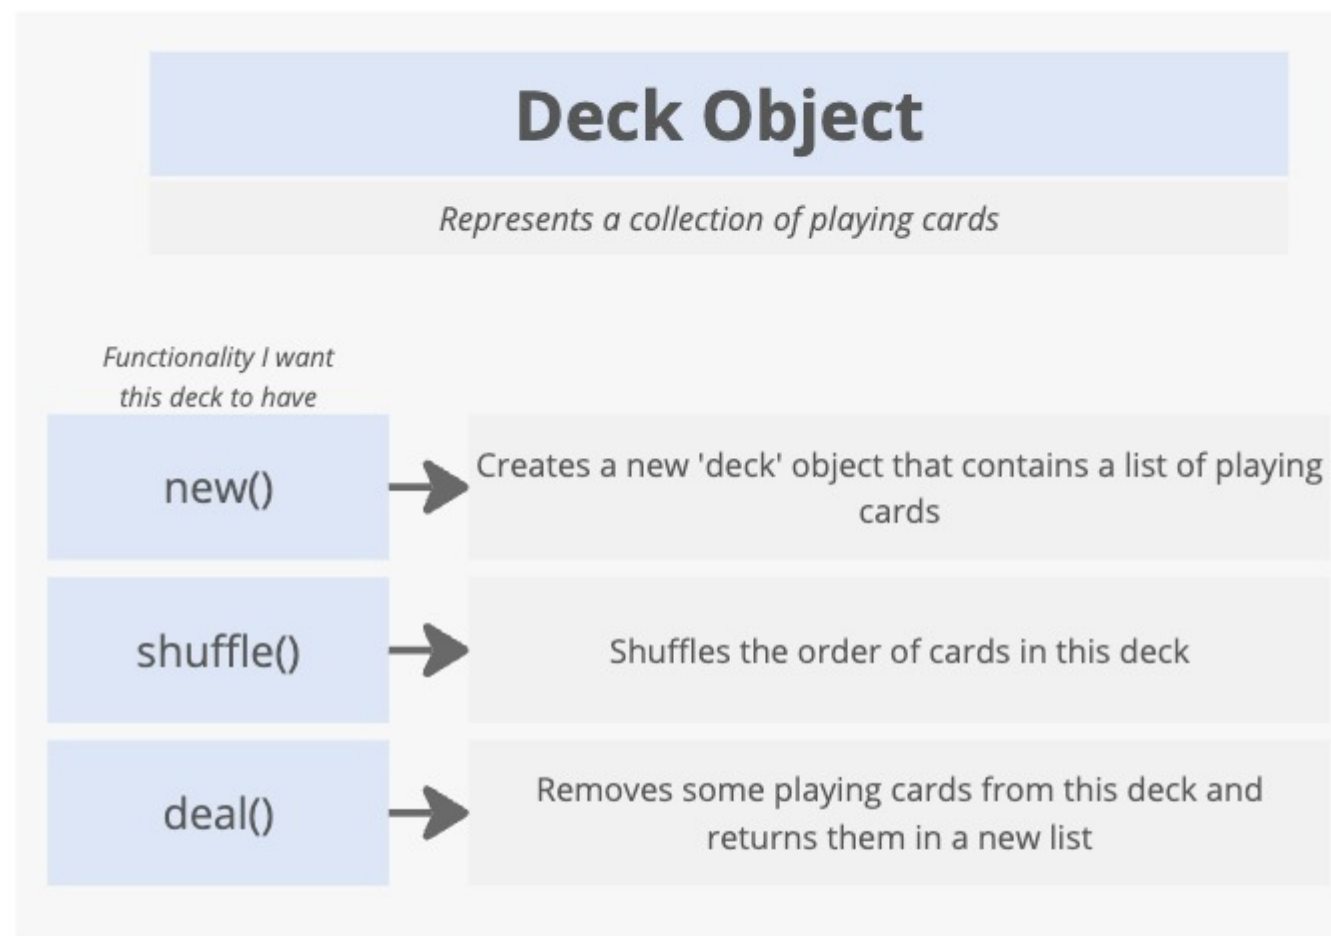 Deck Object
Represents a collection of playing cards
Functionality I want
this deck to have
new()
Creates a new 'deck' object that contains a list of playing
cards
shuffle()
Shuffles the order of cards in this deck
deal()
Removes some playing cards from this deck and
returns them in a new list